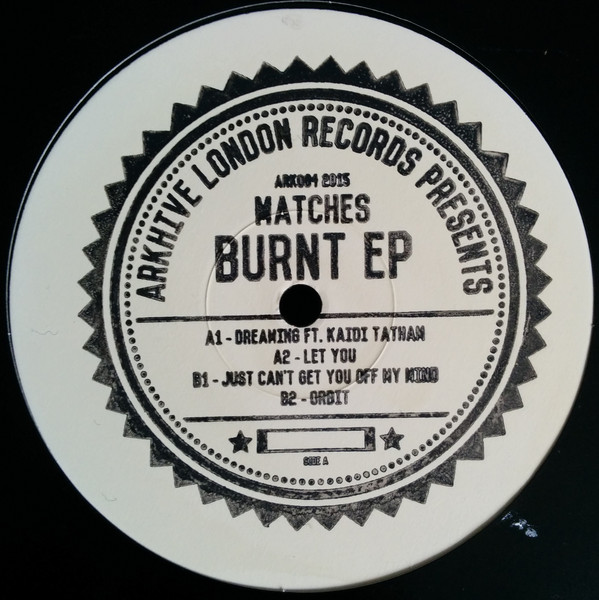 ARKHIVE LONDON RECORDS PRESENTS
ARK004 2015
MATCHES
BURNT EP
A1 - DREAMING FT. KAIDI TATHAM
A2 - LET YOU
B1 - JUST CAN'T GET YOU OFF MY MIND
B2 - ORBIT
SIDE A